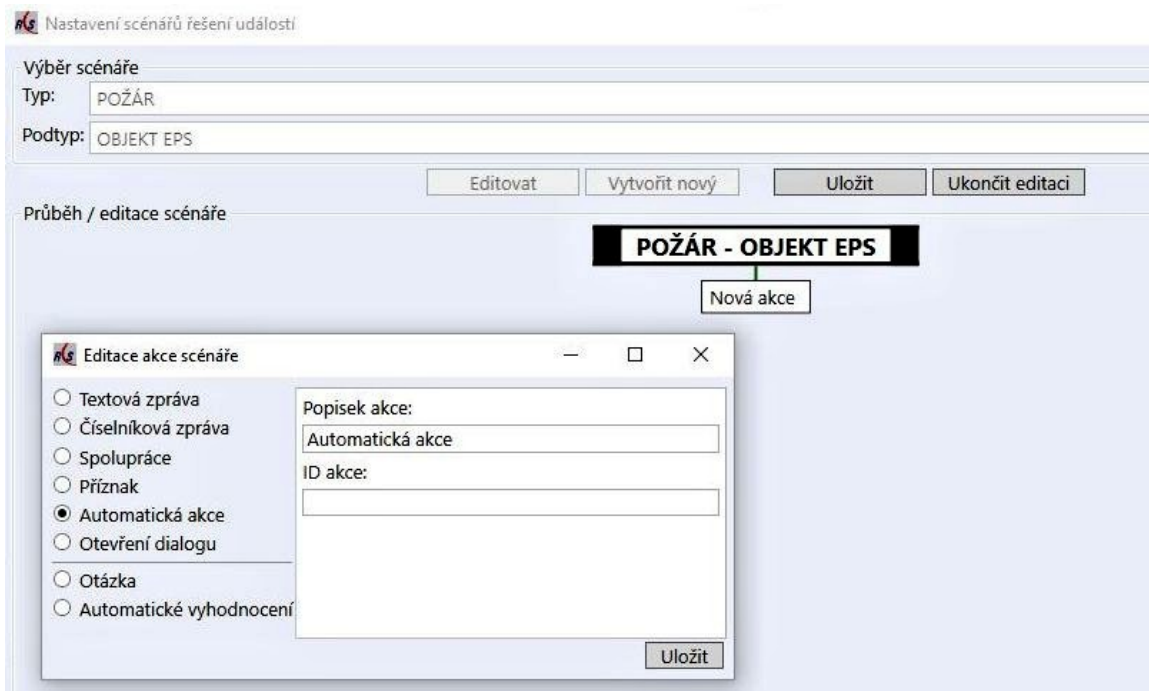 RCS Nastavení scénářů řešení událostí
Výběr scénáře
Typ: POŽÁR
Podtyp: OBJEKT EPS
Editovat Vytvořit nový Uložit Ukončit editaci
Průběh / editace scénáře
POŽÁR - OBJEKT EPS
Nová akce
RCS Editace akce scénáře
Textová zpráva
Číselníková zpráva
Spolupráce
Příznak
Automatická akce
Otevření dialogu
Otázka
Automatické vyhodnocení
Popisek akce:
Automatická akce
ID akce:
Uložit